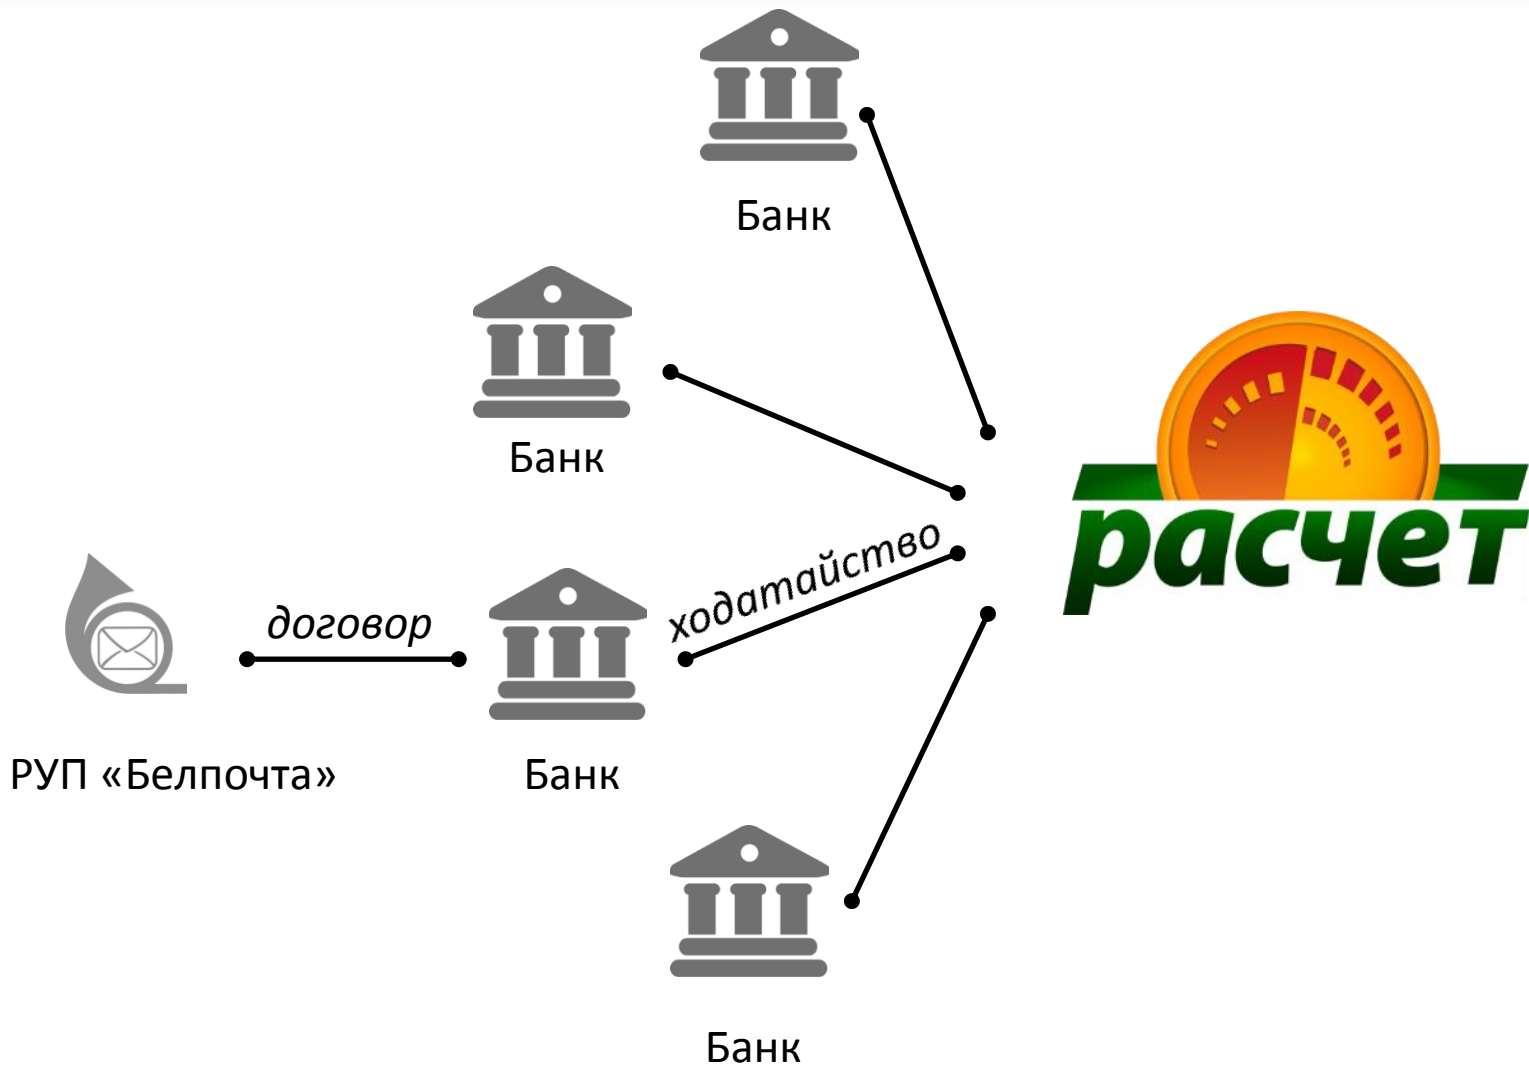 Банк
Банк
расчет
ходатайство
договор
РУП «Белпочта»
Банк
Банк